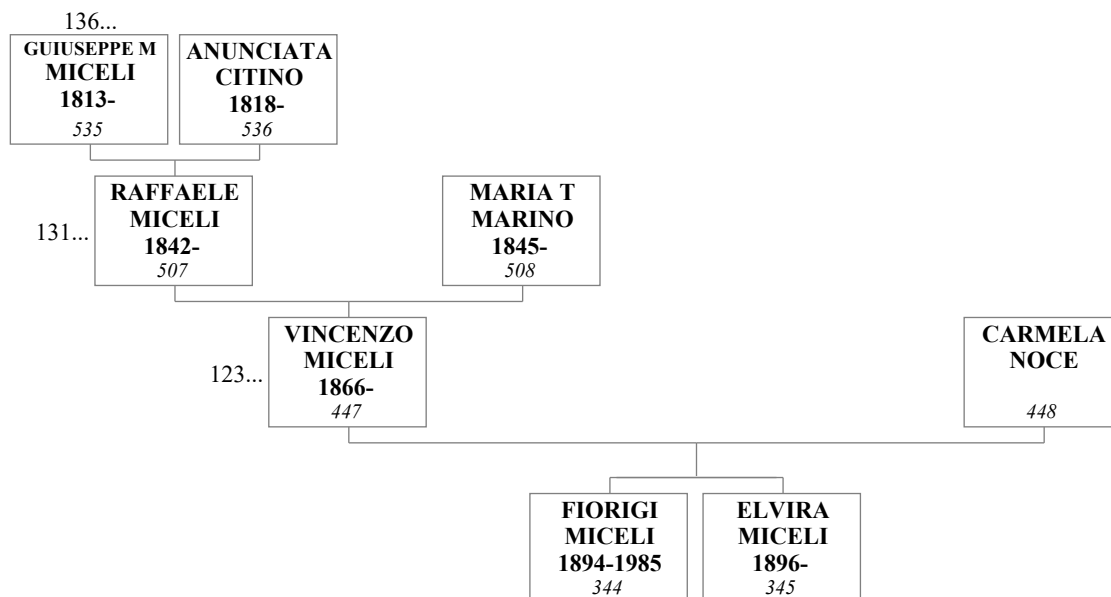 136...
GUIUSEPPE M
MICELI
1813-
535
ANUNCIATA
CITINO
1818-
536
131...
RAFFAELE
MICELI
1842-
507
MARIA T
MARINO
1845-
508
123...
VINCENZO
MICELI
1866-
447
CARMELA
NOCE
448
FIORIGI
MICELI
1894-1985
344
ELVIRA
MICELI
1896-
345